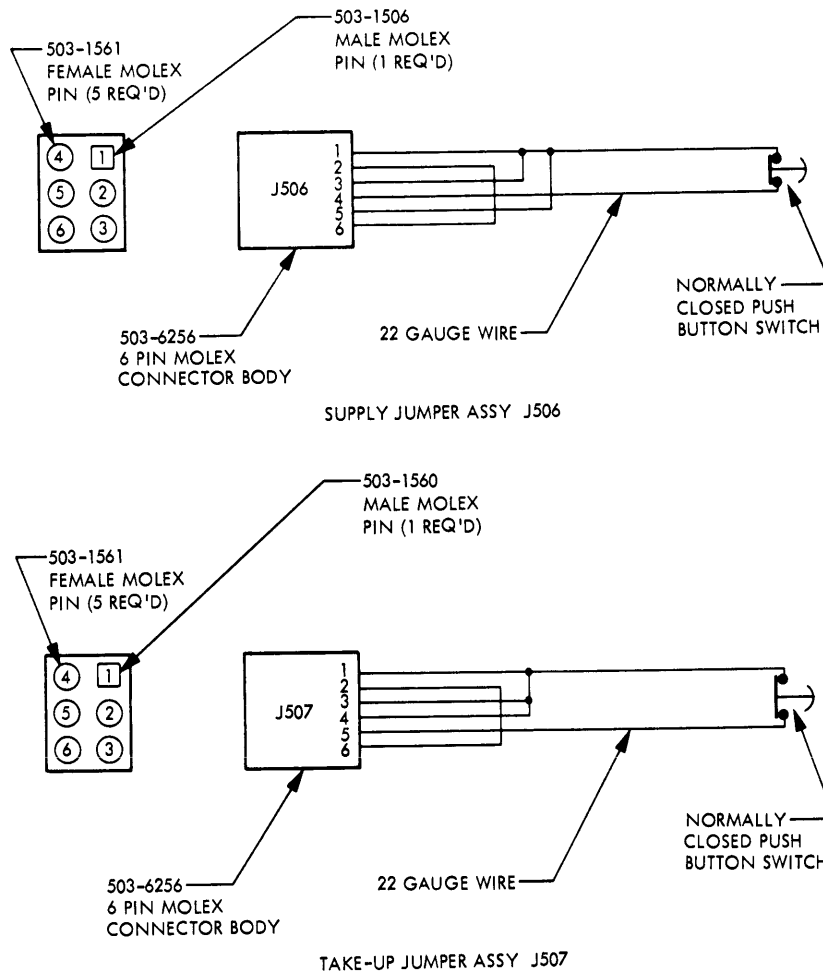 503-1561
FEMALE MOLEX
PIN (5 REQ'D)
503-1506
MALE MOLEX
PIN (1 REQ'D)
4 1
5 2
6 3
J506
1
2
3
4
5
6
503-6256
6 PIN MOLEX
CONNECTOR BODY
22 GAUGE WIRE
NORMALLY
CLOSED PUSH
BUTTON SWITCH
SUPPLY JUMPER ASSY J506
503-1561
FEMALE MOLEX
PIN (5 REQ'D)
503-1560
MALE MOLEX
PIN (1 REQ'D)
4 1
5 2
6 3
J507
1
2
3
4
5
6
503-6256
6 PIN MOLEX
CONNECTOR BODY
22 GAUGE WIRE
NORMALLY
CLOSED PUSH
BUTTON SWITCH
TAKE-UP JUMPER ASSY J507